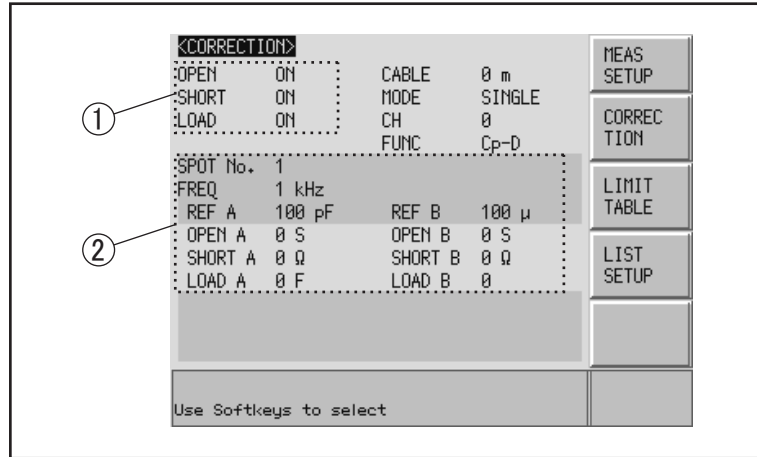 <CORRECTION>
OPEN ON CABLE 0 m
SHORT ON MODE SINGLE
LOAD ON CH 0
FUNC Cp-D
SPOT No. 1
FREQ 1 kHz
REF A 100 pF REF B 100 μ
OPEN A 0 S OPEN B 0 S
SHORT A 0 Ω SHORT B 0 Ω
LOAD A 0 F LOAD B 0
Use Softkeys to select
MEAS
SETUP
CORREC
TION
LIMIT
TABLE
LIST
SETUP
1
2